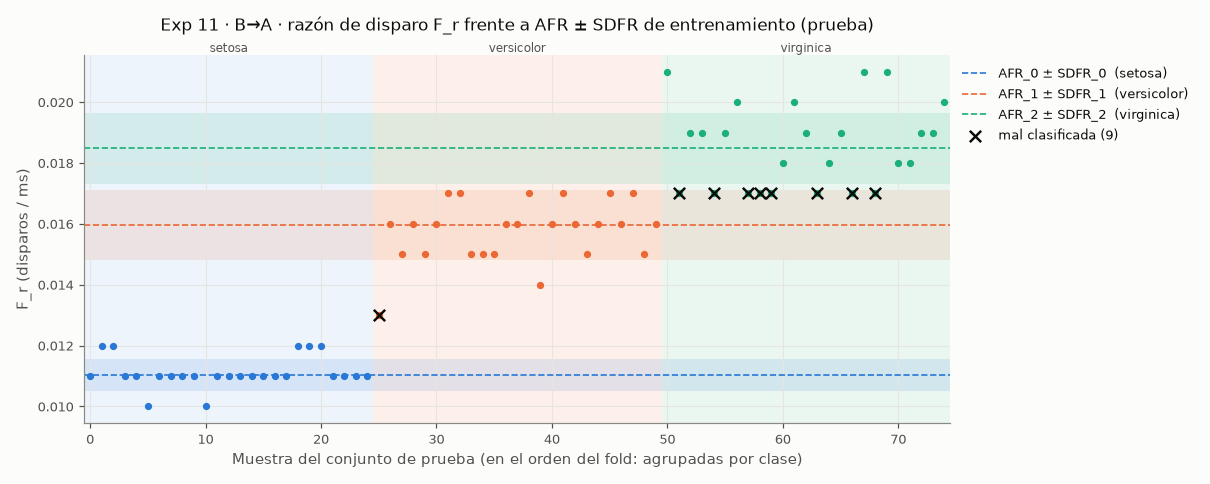 Exp 11 · B→A · razón de disparo F_r frente a AFR ± SDFR de entrenamiento (prueba)
setosa
versicolor
virginica
AFR_0 ± SDFR_0 (setosa)
AFR_1 ± SDFR_1 (versicolor)
AFR_2 ± SDFR_2 (virginica)
mal clasificada (9)
F_r (disparos / ms)
0.020
0.018
0.016
0.014
0.012
0.010
0
10
20
30
40
50
60
70
Muestra del conjunto de prueba (en el orden del fold: agrupadas por clase)